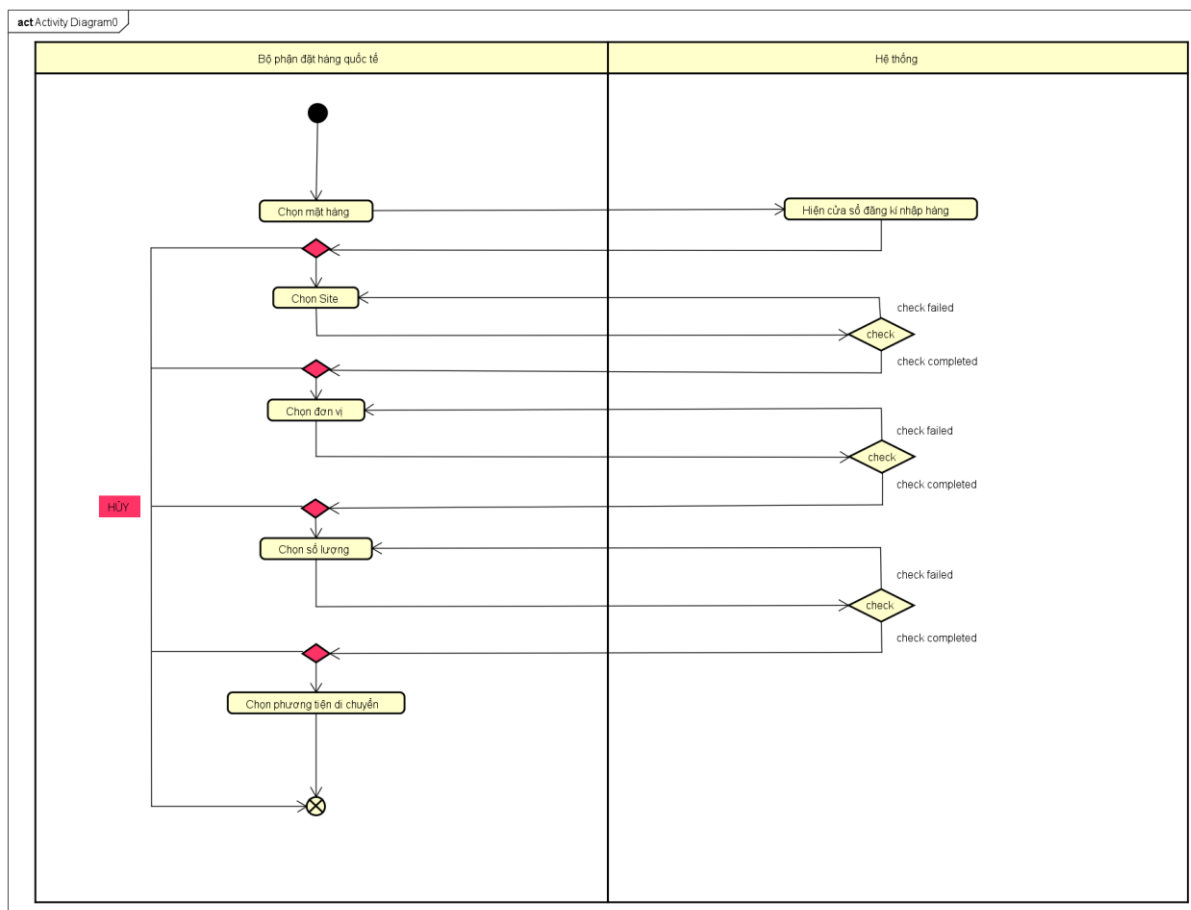 act Activity Diagram0
Bộ phận đặt hàng quốc tế
Hệ thống
Chọn mặt hàng
Hiện cửa sổ đăng kí nhập hàng
Chọn Site
check failed
check
check completed
Chọn đơn vị
check failed
check
check completed
HỦY
Chọn số lượng
check failed
check
check completed
Chọn phương tiện di chuyển